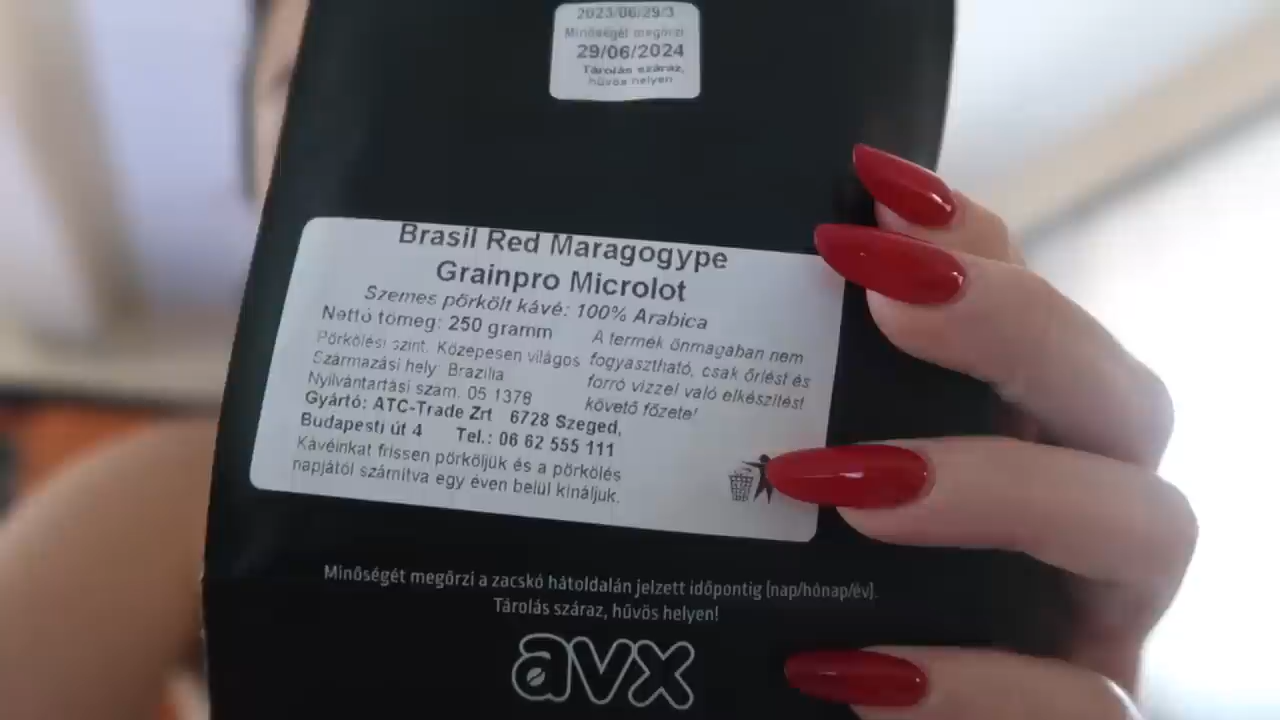 2023/06/29/3
Minőségét megőrzi
29/06/2024
Tárolás száraz,
hűvös helyen
Brasil Red Maragogype
Grainpro Microlot
Szemes pörkölt kávé: 100% Arabica
Nettó tömeg: 250 gramm
Pörkölési szint: Közepesen világos
Származási hely: Brazília
Nyilvántartási szám: 05 1378
A termék önmagában nem
fogyasztható, csak őrlést és
forró vízzel való elkészítést
követő főzete!
Gyártó: ATC-Trade Zrt 6728 Szeged,
Budapesti út 4 Tel.: 06 62 555 111
Kávéinkat frissen pörköljük és a pörkölés
napjától számítva egy éven belül kínáljuk.
Minőségét megőrzi a zacskó hátoldalán jelzett időpontig (nap/hónap/év).
Tárolás száraz, hűvös helyen!
avx